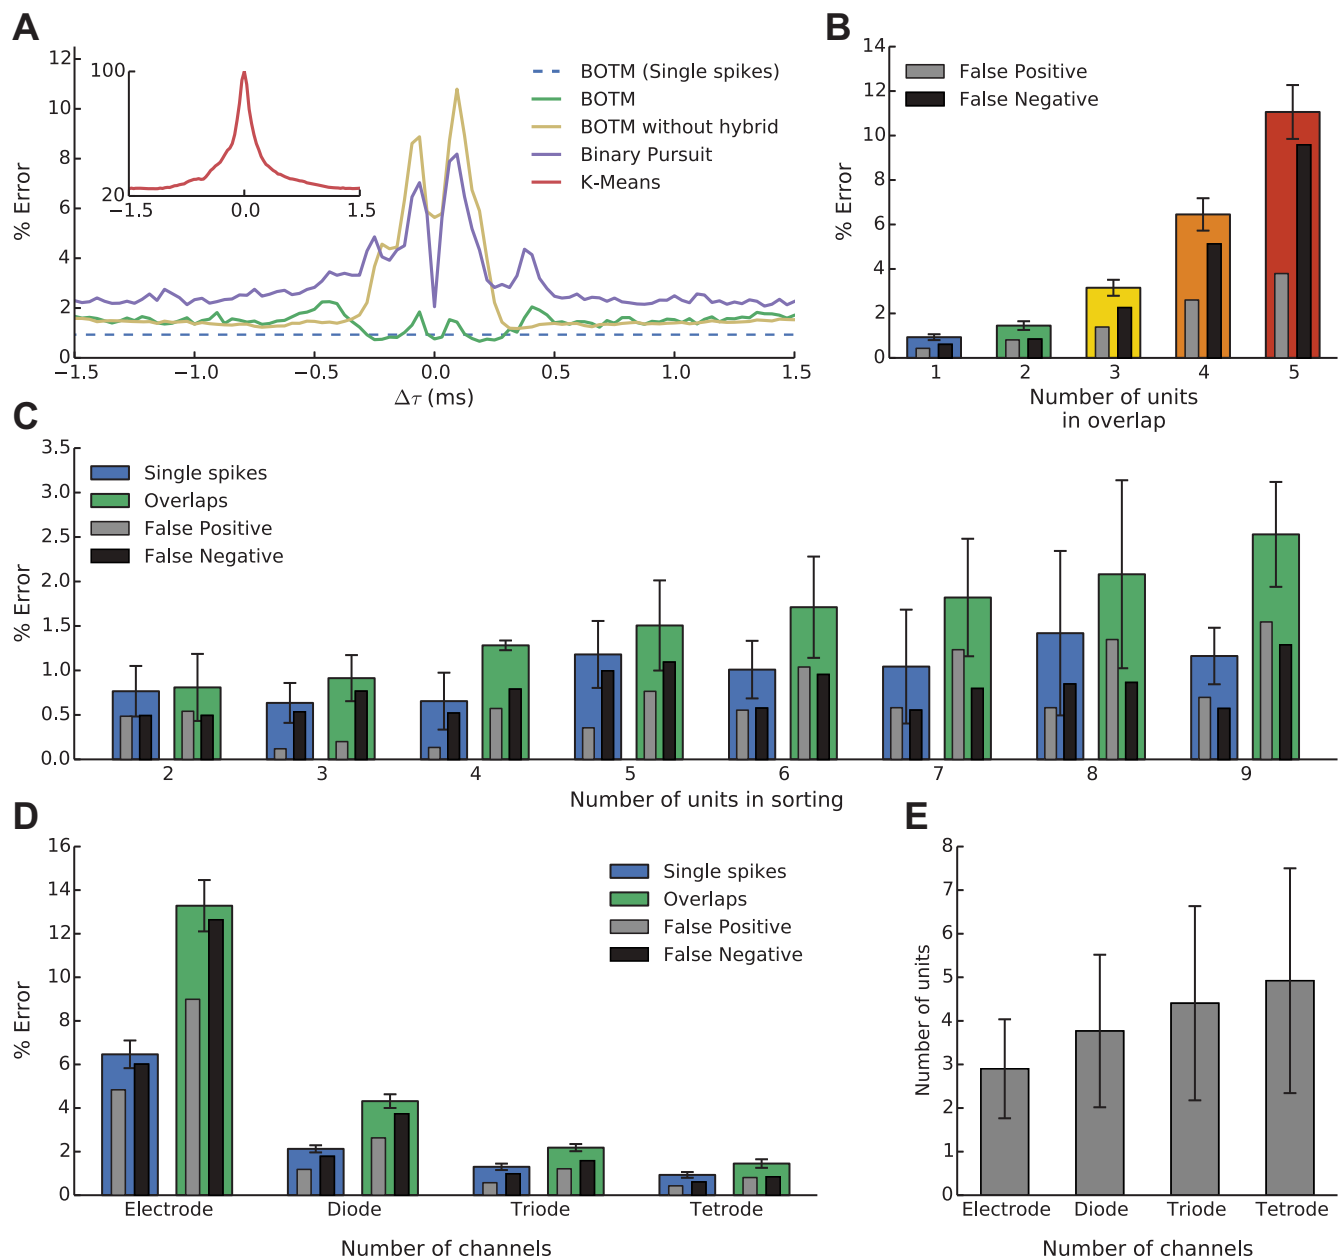 A
% Error
12
10
8
6
4
2
0
−1.5
−1.0
−0.5
0.0
0.5
1.0
1.5
Δτ (ms)
100
20
−1.5
0.0
1.5
BOTM (Single spikes)
BOTM
BOTM without hybrid
Binary Pursuit
K-Means
B
% Error
14
12
10
8
6
4
2
0
False Positive
False Negative
1
2
3
4
5
Number of units
in overlap
C
% Error
3.5
3.0
2.5
2.0
1.5
1.0
0.5
0.0
Single spikes
Overlaps
False Positive
False Negative
2
3
4
5
6
7
8
9
Number of units in sorting
D
% Error
16
14
12
10
8
6
4
2
0
Single spikes
Overlaps
False Positive
False Negative
Electrode
Diode
Triode
Tetrode
Number of channels
E
Number of units
8
7
6
5
4
3
2
1
0
Electrode
Diode
Triode
Tetrode
Number of channels